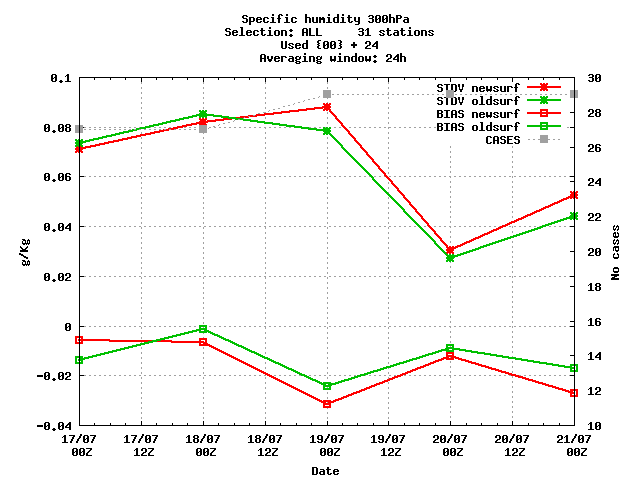 Specific humidity 300hPa
Selection: ALL 31 stations
Used {00} + 24
Averaging window: 24h
0.1
0.08
0.06
0.04
0.02
0
-0.02
-0.04
g/Kg
30
28
26
24
22
20
18
16
14
12
10
No cases
STDV newsurf
STDV oldsurf
BIAS newsurf
BIAS oldsurf
CASES
17/07 17/07 18/07 18/07 19/07 19/07 20/07 20/07 21/07
00Z 12Z 00Z 12Z 00Z 12Z 00Z 12Z 00Z
Date